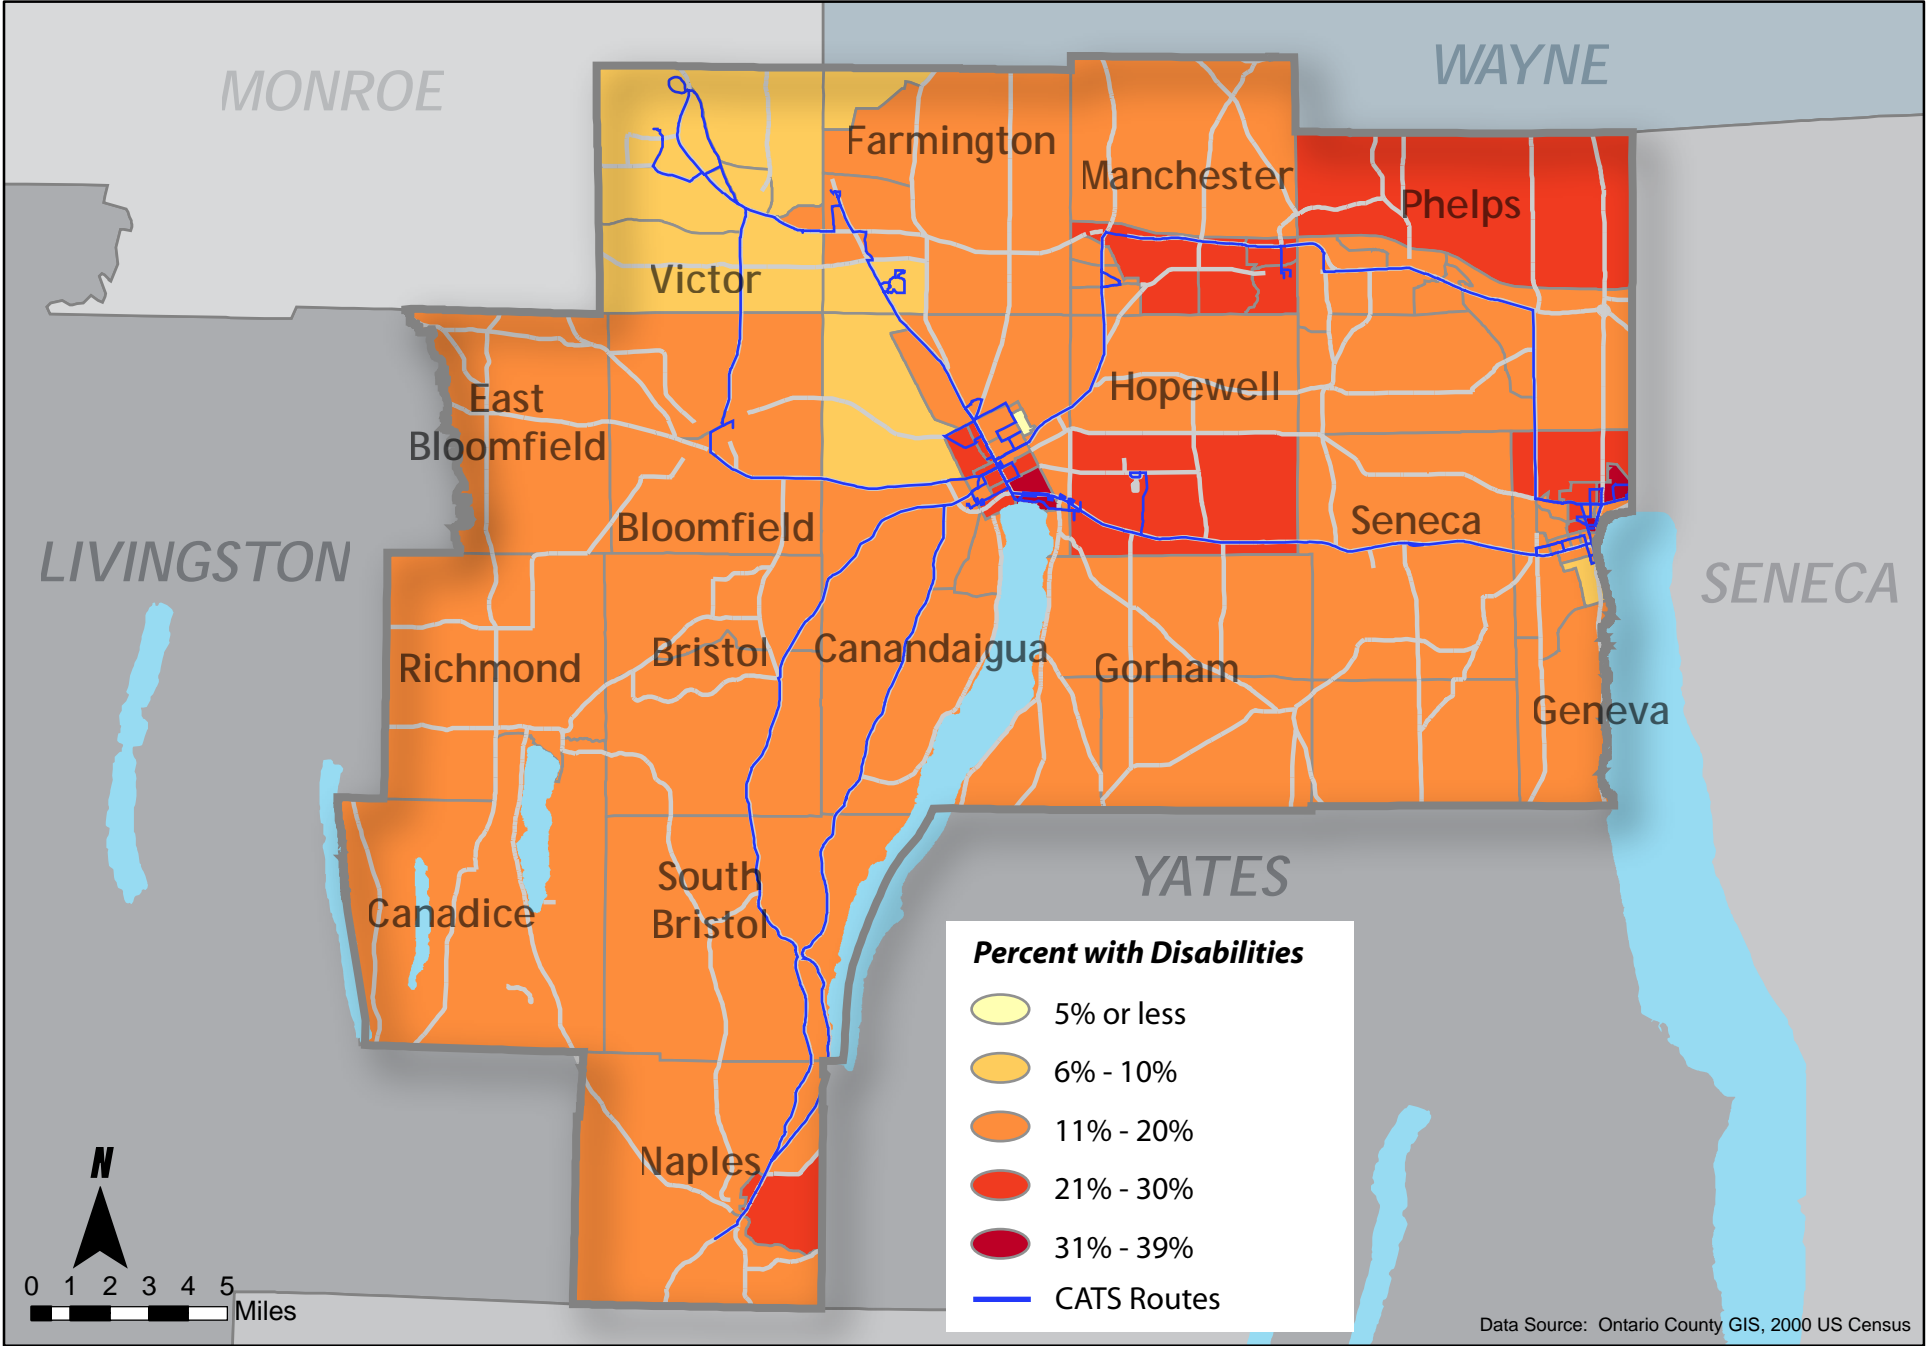 MONROE
WAYNE
Farmington
Manchester
Phelps
Victor
East
Bloomfield
Hopewell
Bloomfield
Seneca
LIVINGSTON
SENECA
Richmond
Bristol
Canandaigua
Gorham
Geneva
YATES
South
Bristol
Canadice
Naples
Percent with Disabilities
5% or less
6% - 10%
11% - 20%
21% - 30%
31% - 39%
CATS Routes
N
0 1 2 3 4 5
Miles
Data Source: Ontario County GIS, 2000 US Census